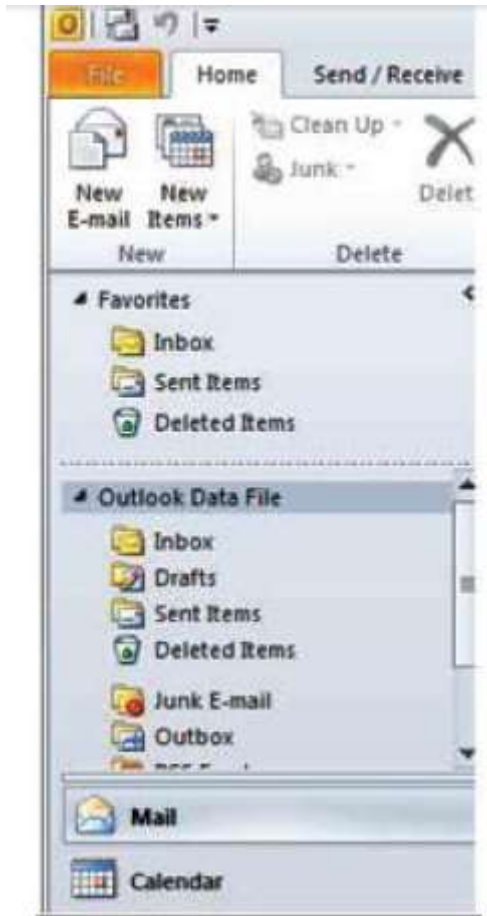 File Home Send / Receive
Clean Up
Junk
New E-mail
New Items
Delet
New Delete
Favorites
Inbox
Sent Items
Deleted Items
Outlook Data File
Inbox
Drafts
Sent Items
Deleted Items
Junk E-mail
Outbox
Mail
Calendar